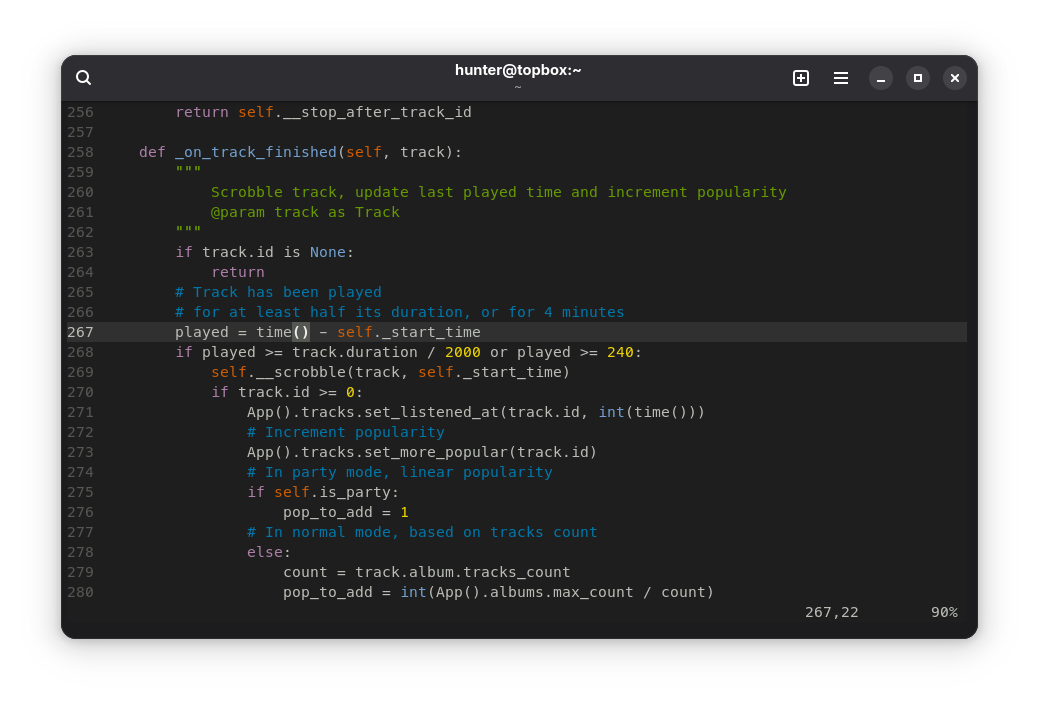 hunter@topbox:~
~
256         return self.__stop_after_track_id
257
258     def _on_track_finished(self, track):
259         """
260             Scrobble track, update last played time and increment popularity
261             @param track as Track
262         """
263         if track.id is None:
264             return
265         # Track has been played
266         # for at least half its duration, or for 4 minutes
267         played = time() - self._start_time
268         if played >= track.duration / 2000 or played >= 240:
269             self.__scrobble(track, self._start_time)
270             if track.id >= 0:
271                 App().tracks.set_listened_at(track.id, int(time()))
272                 # Increment popularity
273                 App().tracks.set_more_popular(track.id)
274                 # In party mode, linear popularity
275                 if self.is_party:
276                     pop_to_add = 1
277                 # In normal mode, based on tracks count
278                 else:
279                     count = track.album.tracks_count
280                     pop_to_add = int(App().albums.max_count / count)
267,22        90%